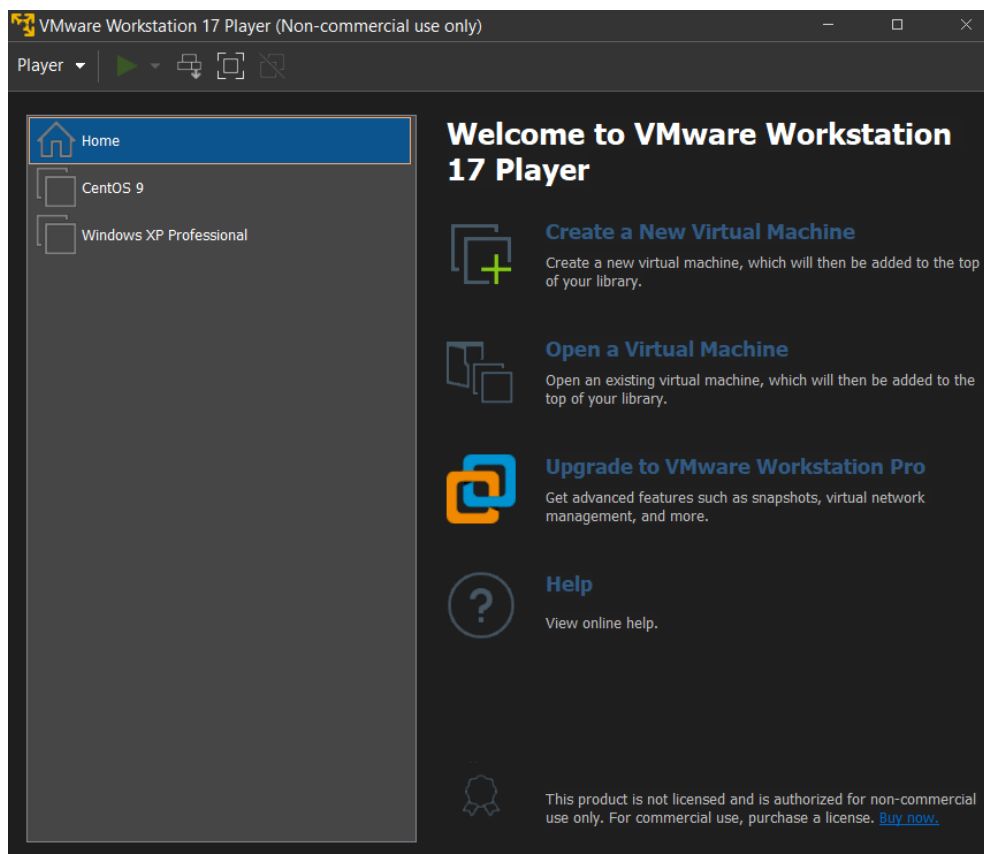 VMware Workstation 17 Player (Non-commercial use only)
Player
Home
CentOS 9
Windows XP Professional
Welcome to VMware Workstation
17 Player
Create a New Virtual Machine
Create a new virtual machine, which will then be added to the top
of your library.
Open a Virtual Machine
Open an existing virtual machine, which will then be added to the
top of your library.
Upgrade to VMware Workstation Pro
Get advanced features such as snapshots, virtual network
management, and more.
Help
View online help.
This product is not licensed and is authorized for non-commercial
use only. For commercial use, purchase a license. Buy now.